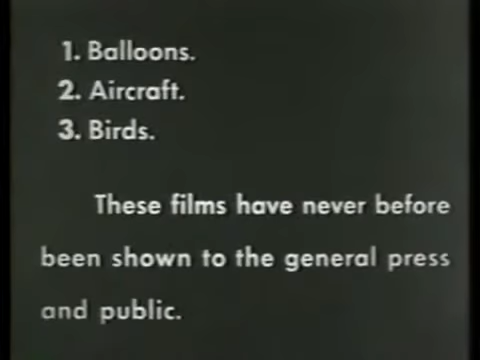 1. Balloons.
2. Aircraft.
3. Birds.
These films have never before
been shown to the general press
and public.